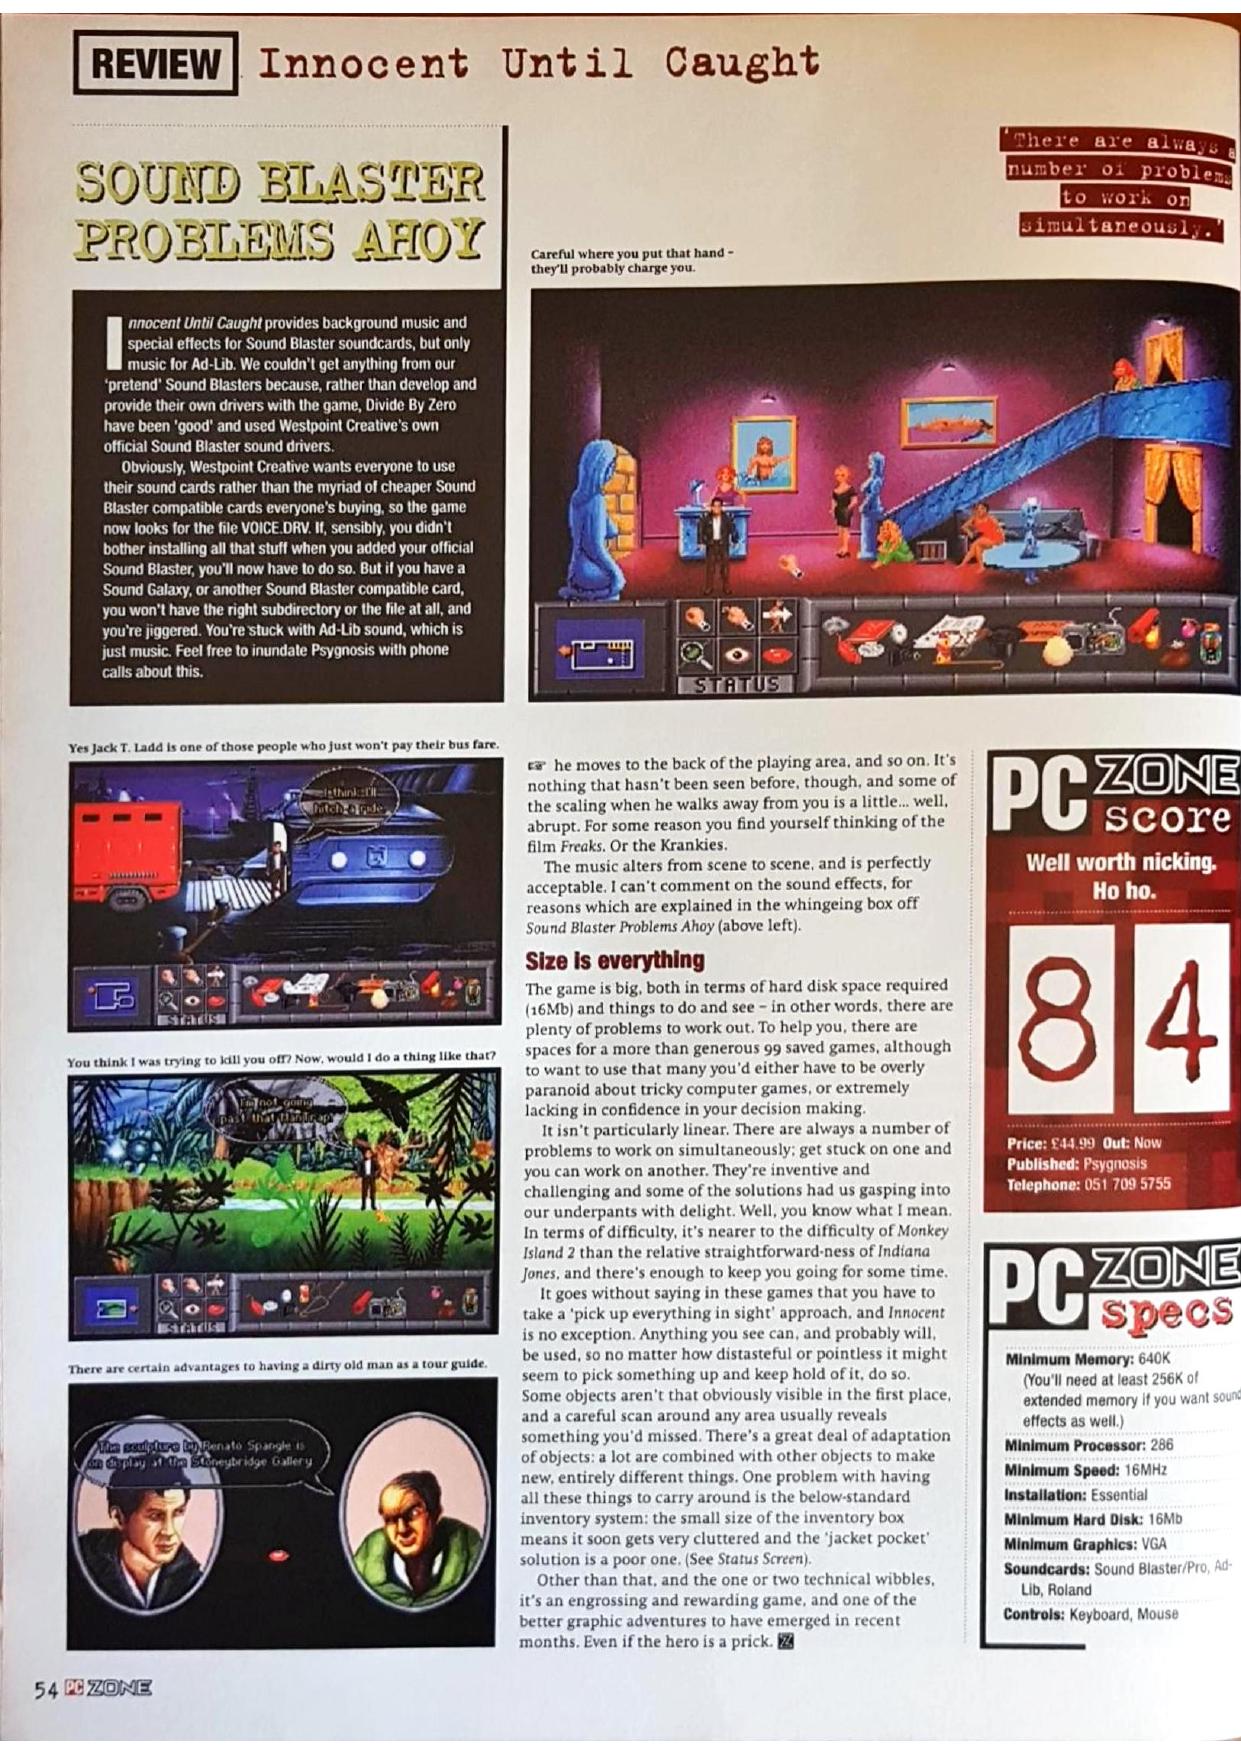 REVIEW Innocent Until Caught
SOUND BLASTER
PROBLEMS AHOY
Innocent Until Caught provides background music and
special effects for Sound Blaster soundcards, but only
music for Ad-Lib. We couldn't get anything from our
'pretend' Sound Blasters because, rather than develop and
provide their own drivers with the game, Divide By Zero
have been 'good' and used Westpoint Creative's own
official Sound Blaster sound drivers.
Obviously, Westpoint Creative wants everyone to use
their sound cards rather than the myriad of cheaper Sound
Blaster compatible cards everyone's buying, so the game
now looks for the file VOICE.DRV. If, sensibly, you didn't
bother installing all that stuff when you added your official
Sound Blaster, you'll now have to do so. But if you have a
Sound Galaxy, or another Sound Blaster compatible card,
you won't have the right subdirectory or the file at all, and
you're jiggered. You're stuck with Ad-Lib sound, which is
just music. Feel free to inundate Psygnosis with phone
calls about this.
'There are always a
number of problems
to work on
simultaneously.'
Careful where you put that hand –
they'll probably charge you.
STATUS
Yes Jack T. Ladd is one of those people who just won't pay their bus fare.
I think I'll
hitch a ride
STATUS
You think I was trying to kill you off? Now, would I do a thing like that?
I'm not going
past that ManTrap!
STATUS
There are certain advantages to having a dirty old man as a tour guide.
The sculpture by Renato Spangle is
on display at the Stoneybridge Gallery
☞ he moves to the back of the playing area, and so on. It's
nothing that hasn't been seen before, though, and some of
the scaling when he walks away from you is a little... well,
abrupt. For some reason you find yourself thinking of the
film Freaks. Or the Krankies.
The music alters from scene to scene, and is perfectly
acceptable. I can't comment on the sound effects, for
reasons which are explained in the whingeing box off
Sound Blaster Problems Ahoy (above left).
Size is everything
The game is big, both in terms of hard disk space required
(16Mb) and things to do and see – in other words, there are
plenty of problems to work out. To help you, there are
spaces for a more than generous 99 saved games, although
to want to use that many you'd either have to be overly
paranoid about tricky computer games, or extremely
lacking in confidence in your decision making.
It isn't particularly linear. There are always a number of
problems to work on simultaneously; get stuck on one and
you can work on another. They're inventive and
challenging and some of the solutions had us gasping into
our underpants with delight. Well, you know what I mean.
In terms of difficulty, it's nearer to the difficulty of Monkey
Island 2 than the relative straightforward-ness of Indiana
Jones, and there's enough to keep you going for some time.
It goes without saying in these games that you have to
take a 'pick up everything in sight' approach, and Innocent
is no exception. Anything you see can, and probably will,
be used, so no matter how distasteful or pointless it might
seem to pick something up and keep hold of it, do so.
Some objects aren't that obviously visible in the first place,
and a careful scan around any area usually reveals
something you'd missed. There's a great deal of adaptation
of objects: a lot are combined with other objects to make
new, entirely different things. One problem with having
all these things to carry around is the below-standard
inventory system: the small size of the inventory box
means it soon gets very cluttered and the 'jacket pocket'
solution is a poor one. (See Status Screen).
Other than that, and the one or two technical wibbles,
it's an engrossing and rewarding game, and one of the
better graphic adventures to have emerged in recent
months. Even if the hero is a prick. Z
PC ZONE
score
Well worth nicking.
Ho ho.
84
Price: £44.99 Out: Now
Published: Psygnosis
Telephone: 051 709 5755
PC ZONE
specs
Minimum Memory: 640K
(You'll need at least 256K of
extended memory if you want sound
effects as well.)
Minimum Processor: 286
Minimum Speed: 16MHz
Installation: Essential
Minimum Hard Disk: 16Mb
Minimum Graphics: VGA
Soundcards: Sound Blaster/Pro, Ad-
Lib, Roland
Controls: Keyboard, Mouse
54 PC ZONE